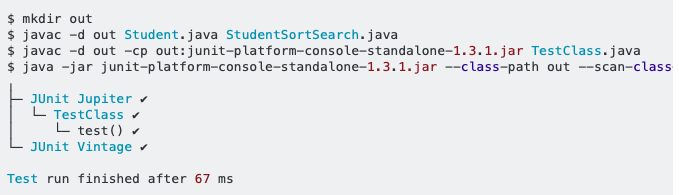 $ mkdir out
$ javac -d out Student.java StudentSortSearch.java
$ javac -d out -cp out:junit-platform-console-standalone-1.3.1.jar TestClass.java
$ java -jar junit-platform-console-standalone-1.3.1.jar --class-path out --scan-class
├─ JUnit Jupiter ✔
│  └─ TestClass ✔
│     └─ test() ✔
└─ JUnit Vintage ✔
Test run finished after 67 ms